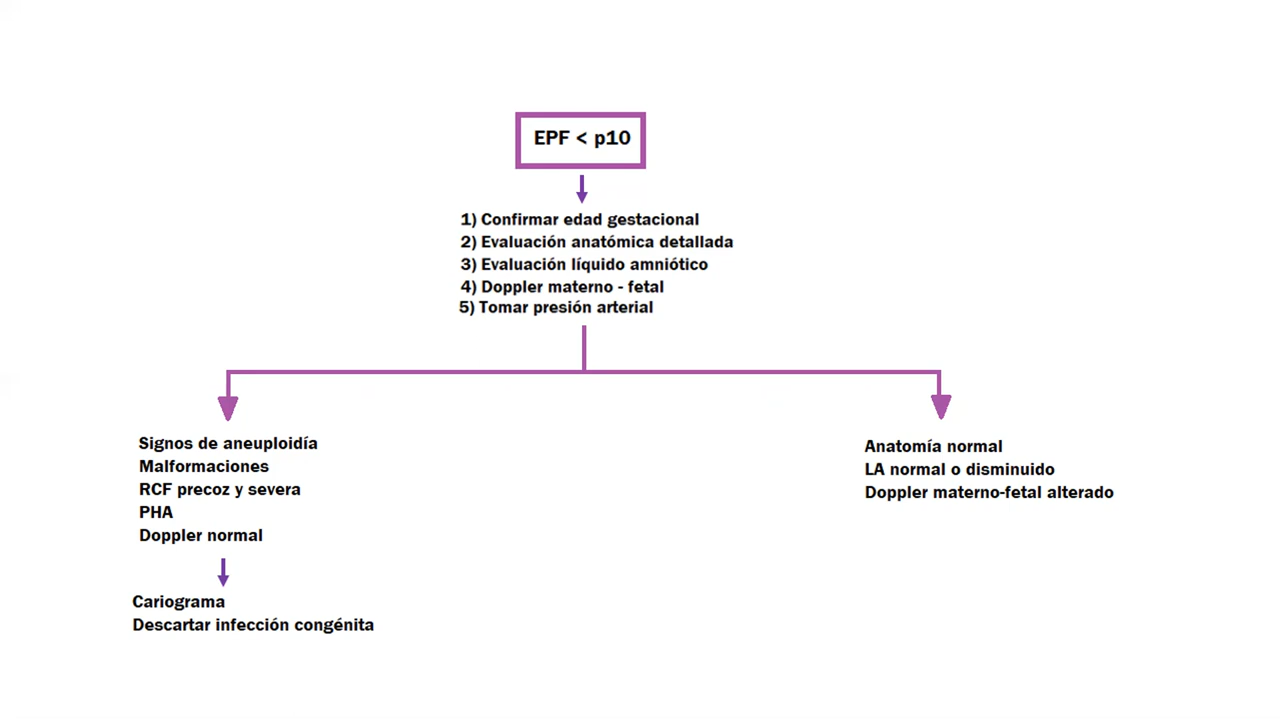 EPF < p10
1) Confirmar edad gestacional
2) Evaluación anatómica detallada
3) Evaluación líquido amniótico
4) Doppler materno - fetal
5) Tomar presión arterial
Signos de aneuploidía
Malformaciones
RCF precoz y severa
PHA
Doppler normal
Cariograma
Descartar infección congénita
Anatomía normal
LA normal o disminuido
Doppler materno-fetal alterado